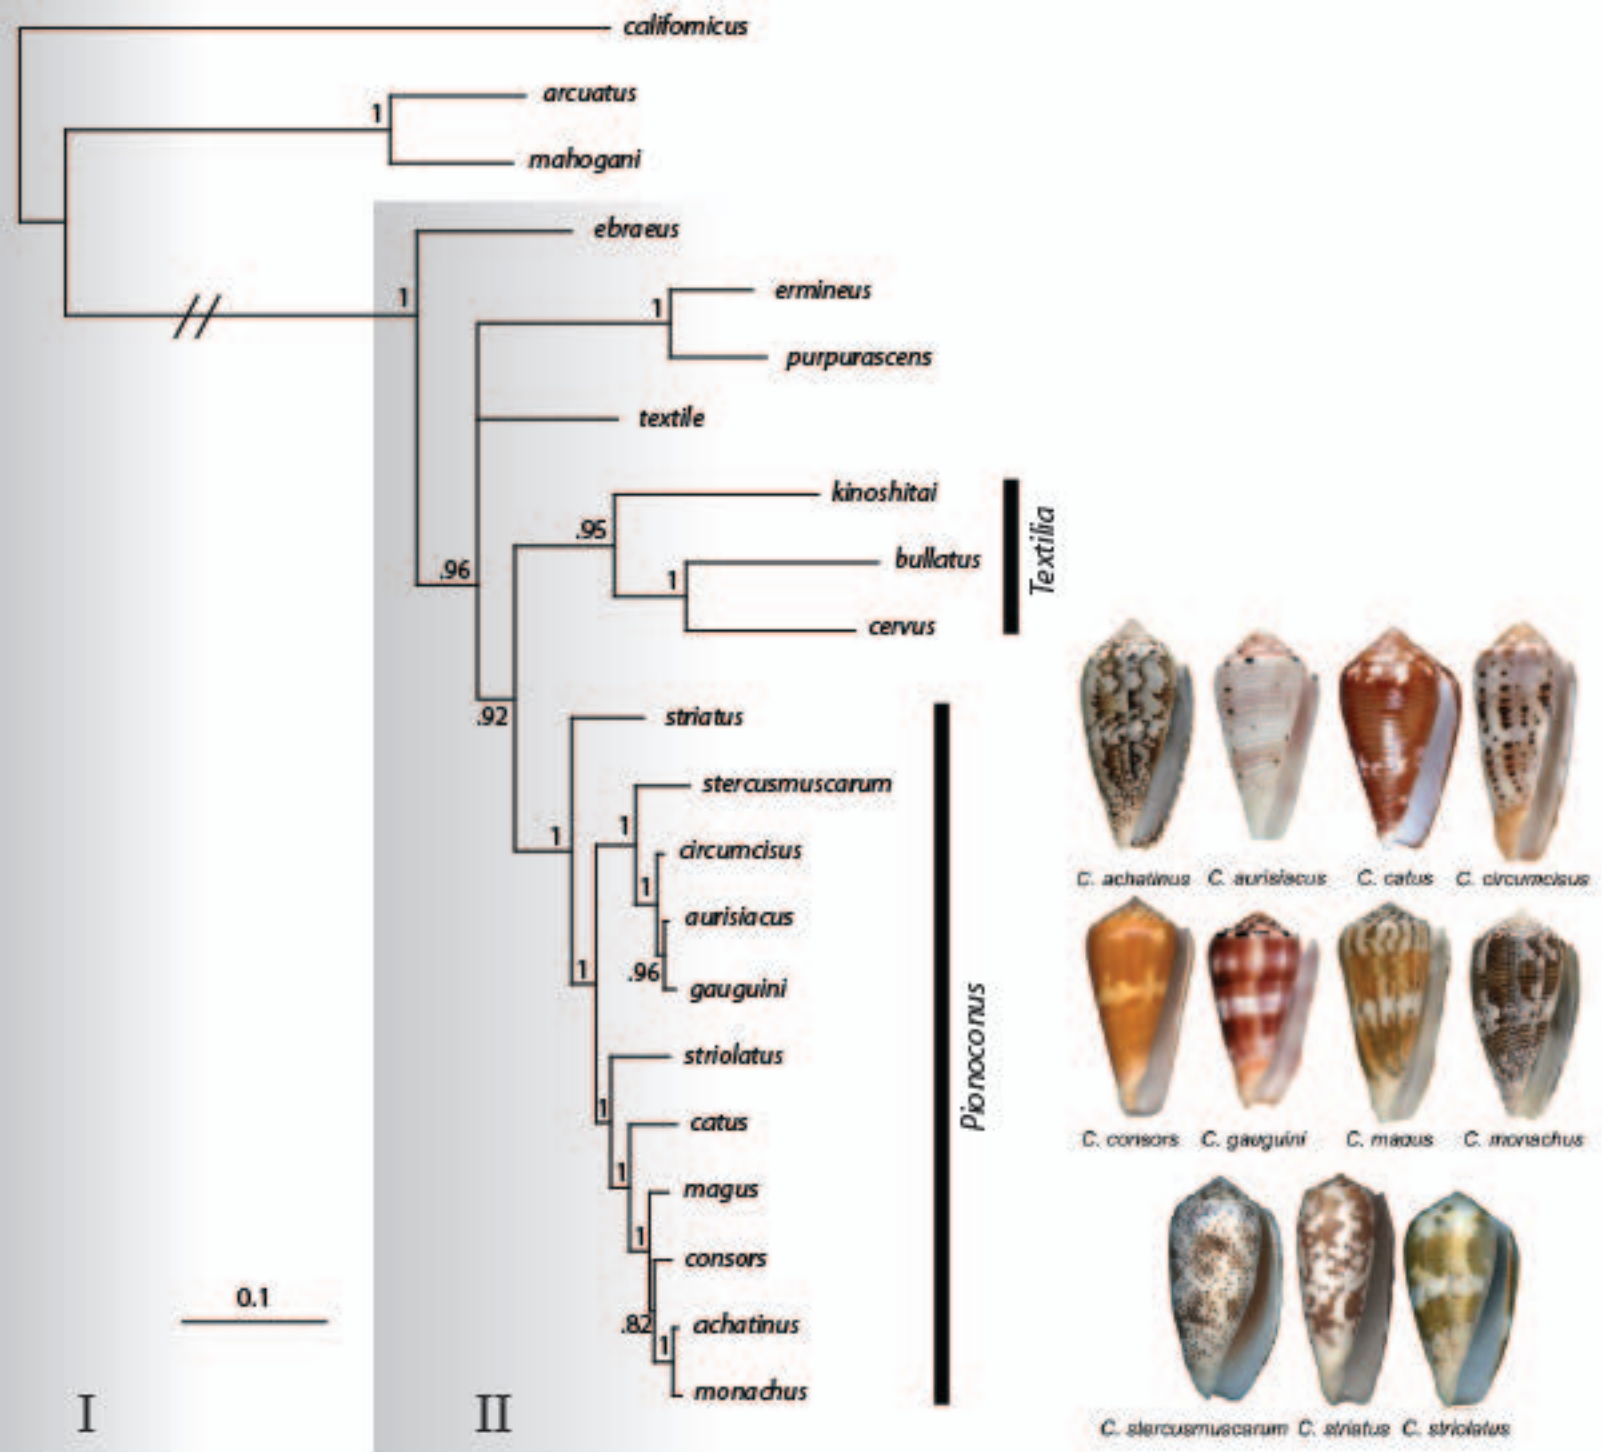 californicus
arcuatus
1
mahogani
ebraeus
1
ermineus
1
purpurascens
textile
kinoshitai
.95
bullatus
Textilia
.96
1
cervus
.92
striatus
stercusmuscarum
1
1
circumcisus
1
aurisiacus
.96
1
gauguini
Pionoconus
striolatus
1
catus
1
magus
1
consors
0.1
.82
achatinus
1
monachus
I
II
C. achatinus C. aurisiacus C. catus C. circumcisus
C. consors C. gauguini C. magus C. monachus
C. stercusmuscarum C. striatus C. striolatus